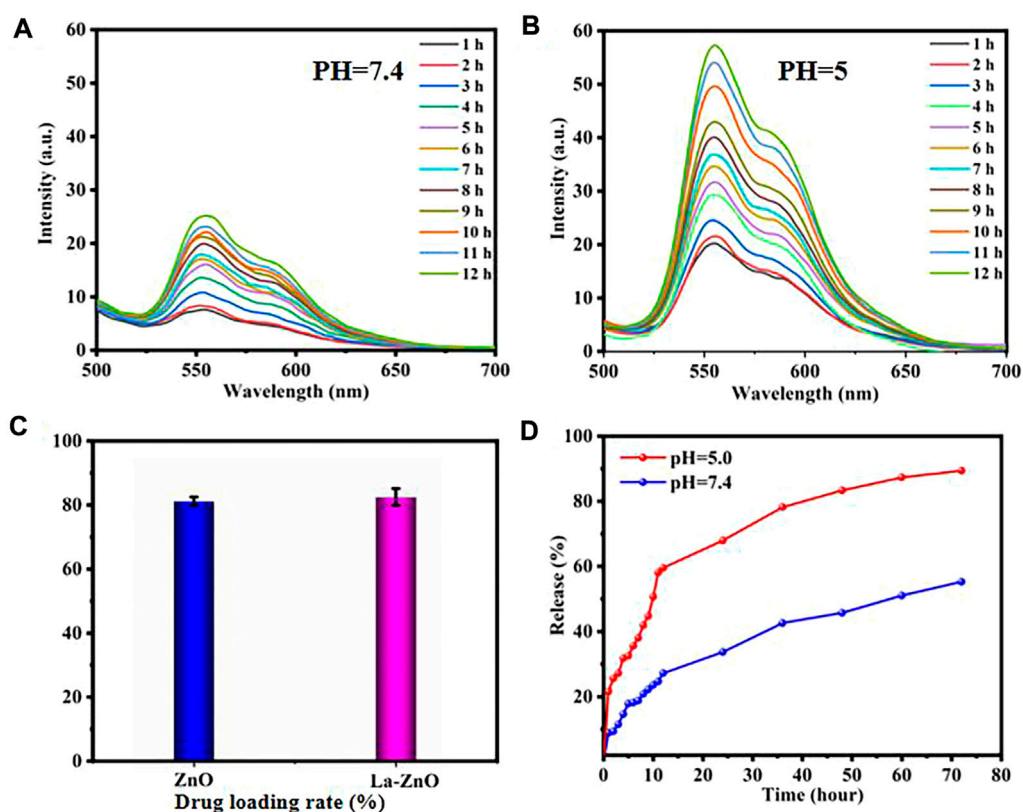 A
60
50
40
30
20
10
0
500
550
600
650
700
Intensity (a.u.)
Wavelength (nm)
PH=7.4
1 h
2 h
3 h
4 h
5 h
6 h
7 h
8 h
9 h
10 h
11 h
12 h
B
60
50
40
30
20
10
0
500
550
600
650
700
Intensity (a.u.)
Wavelength (nm)
PH=5
1 h
2 h
3 h
4 h
5 h
6 h
7 h
8 h
9 h
10 h
11 h
12 h
C
100
80
60
40
20
0
ZnO
La-ZnO
Drug loading rate (%)
D
100
80
60
40
20
0
10
20
30
40
50
60
70
80
Release (%)
Time (hour)
pH=5.0
pH=7.4